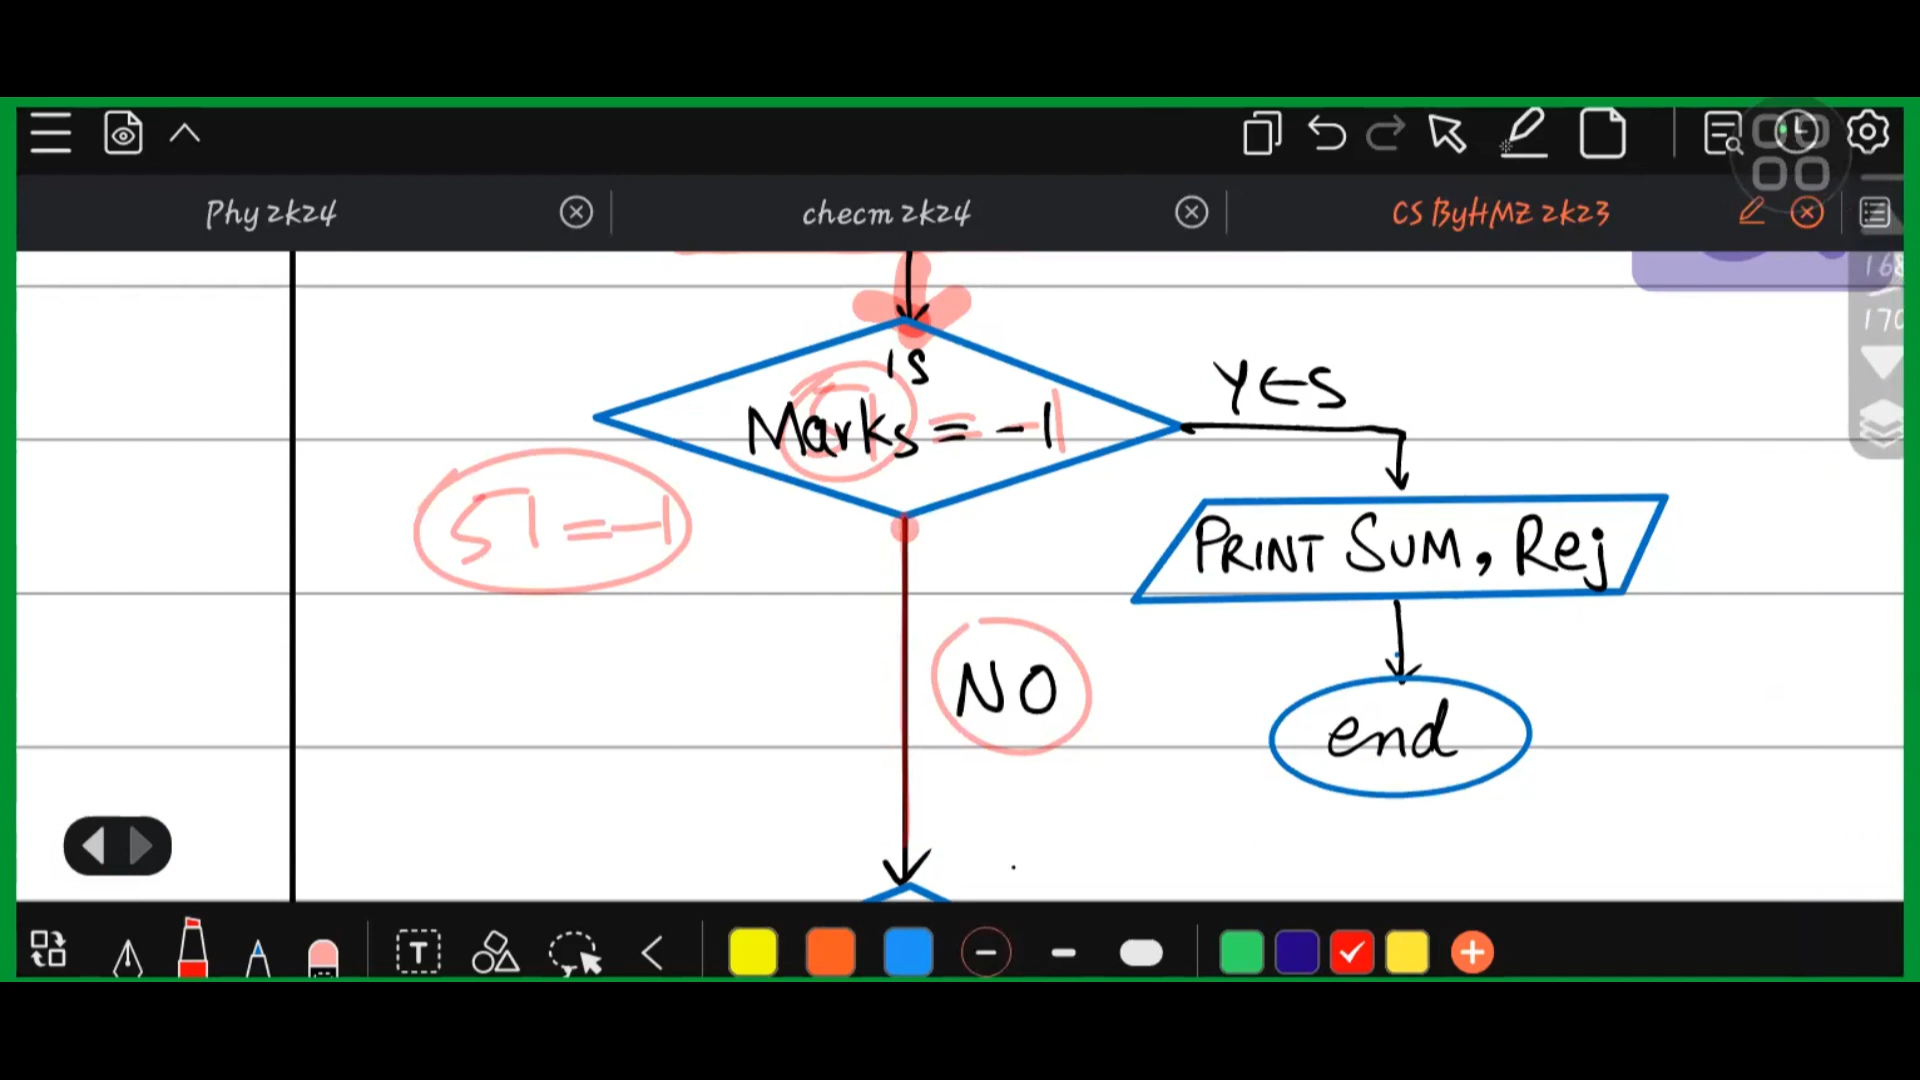 Phy 2k24
checm 2k24
CS ByHMZ 2k23
168
170
is
Marks = -1
YES
51 = -1
PRINT SUM, Rej
NO
end
T